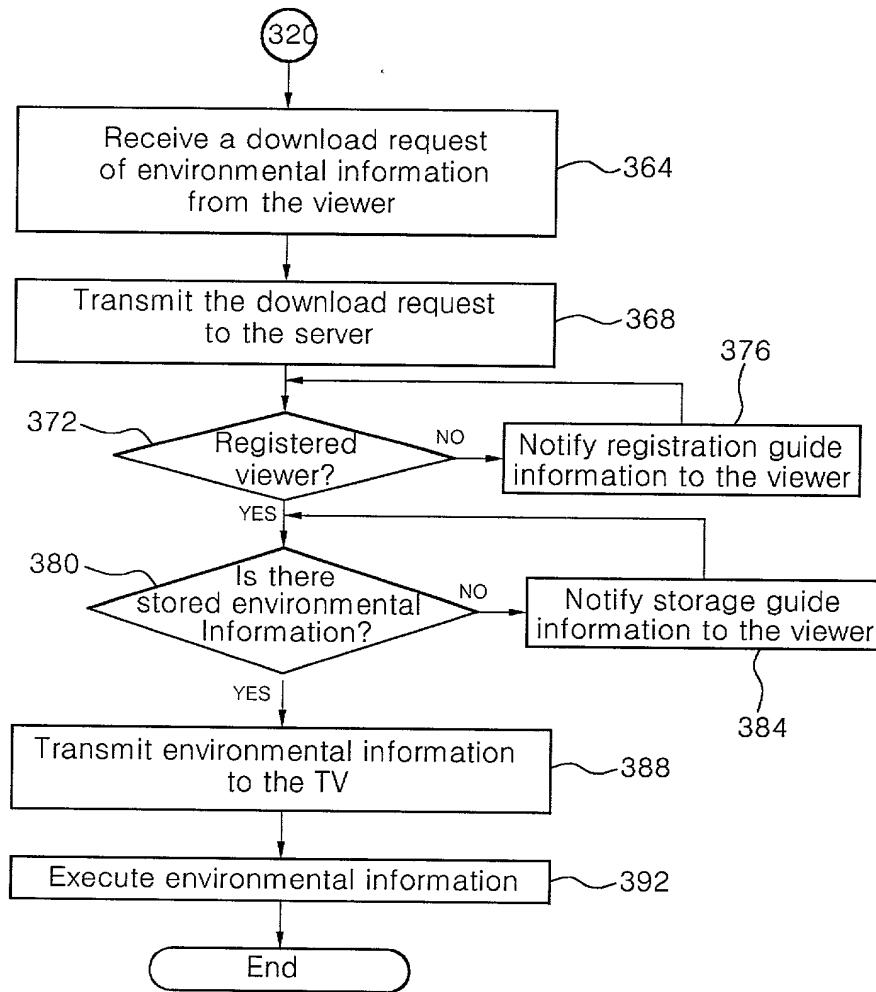 320
Receive a download request
of environmental information
from the viewer
364
Transmit the download request
to the server
368
376
372
Registered
viewer?
NO
Notify registration guide
information to the viewer
YES
380
Is there
stored environmental
Information?
NO
Notify storage guide
information to the viewer
384
YES
Transmit environmental information
to the TV
388
Execute environmental information
392
End